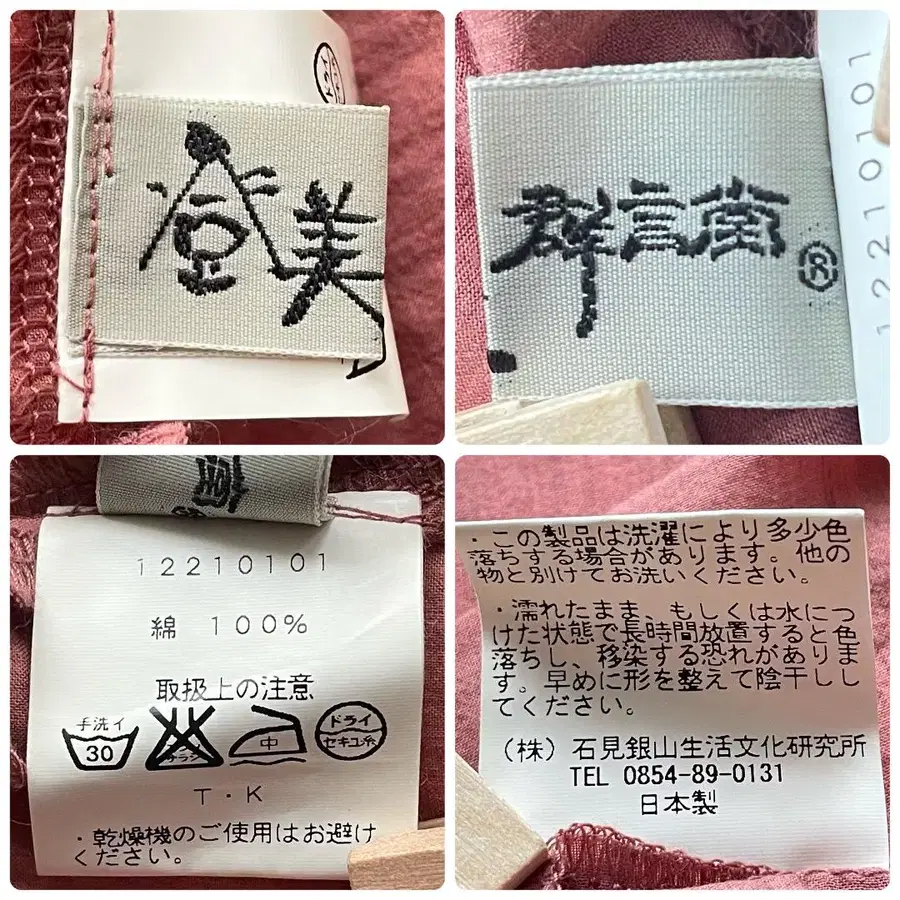 登美
群言堂®
12210101
12210101
綿 100%
取扱上の注意
手洗イ
30
エンソサラシ
中
ドライ
セキユ系
T・K
・乾燥機のご使用はお避け
ください。
・この製品は洗濯により多少色
落ちする場合があります。他の
物と別けてお洗いください。
・濡れたまま、もしくは水につ
けた状態で長時間放置すると色
落ちし、移染する恐れがありま
す。早めに形を整えて陰干しし
てください。
(株)石見銀山生活文化研究所
TEL 0854-89-0131
日本製